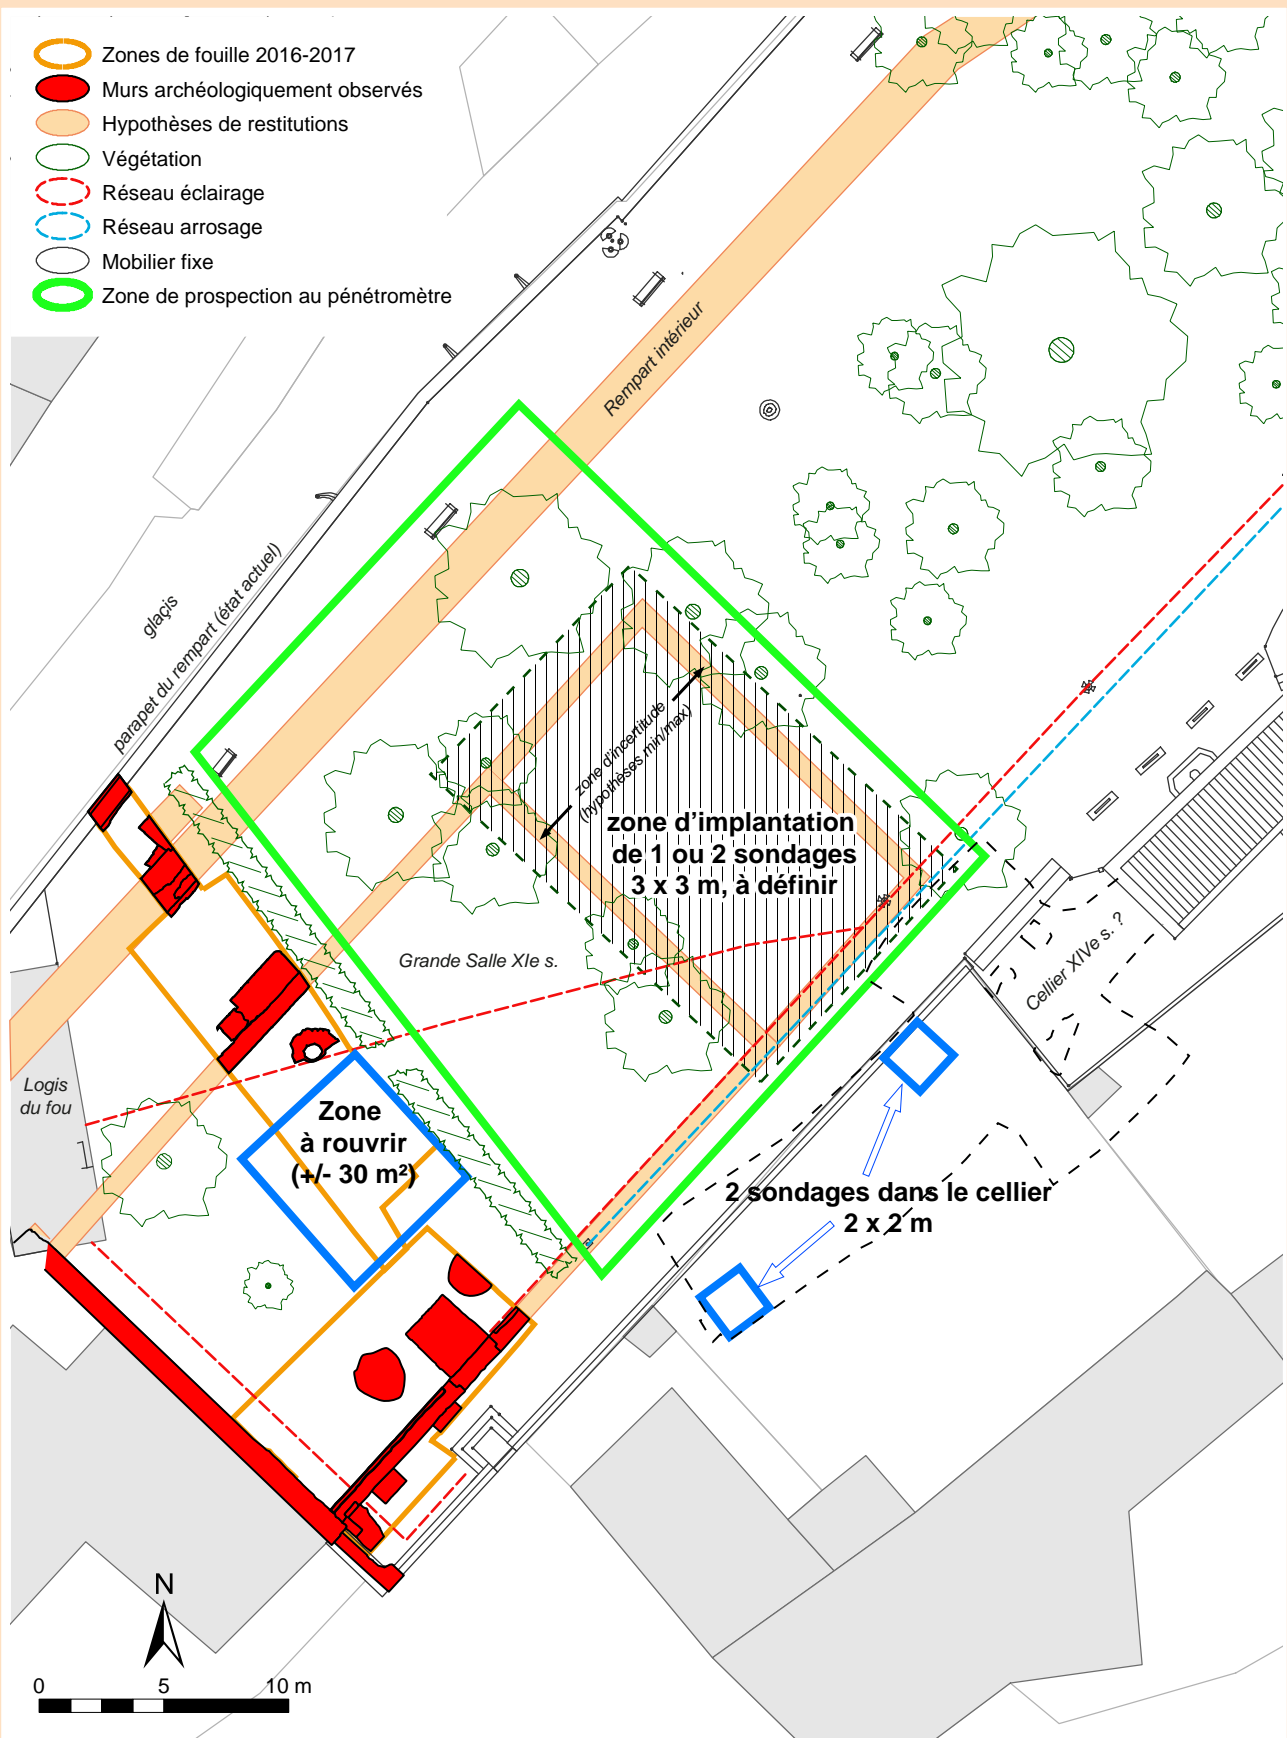 Zones de fouille 2016-2017
Murs archéologiquement observés
Hypothèses de restitutions
Végétation
Réseau éclairage
Réseau arrosage
Mobilier fixe
Zone de prospection au pénétromètre
Rempart intérieur
glaçis
parapet du rempart (état actuel)
zone d'incertitude
(hypothèses min/max)
zone d'implantation
de 1 ou 2 sondages
3 x 3 m, à définir
Grande Salle XIe s.
Cellier XIVe s. ?
Logis
du fou
Zone
à rouvrir
(+/- 30 m²)
2 sondages dans le cellier
2 x 2 m
N
0 5 10 m